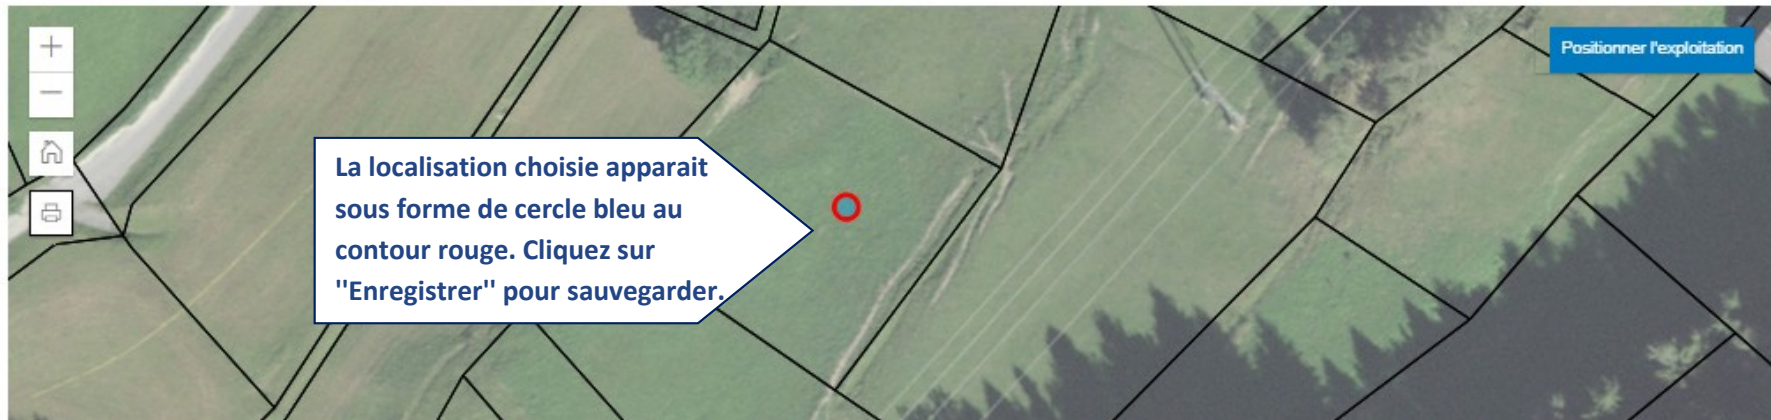 Positionner l'exploitation
La localisation choisie apparait
sous forme de cercle bleu au
contour rouge. Cliquez sur
"Enregistrer" pour sauvegarder.